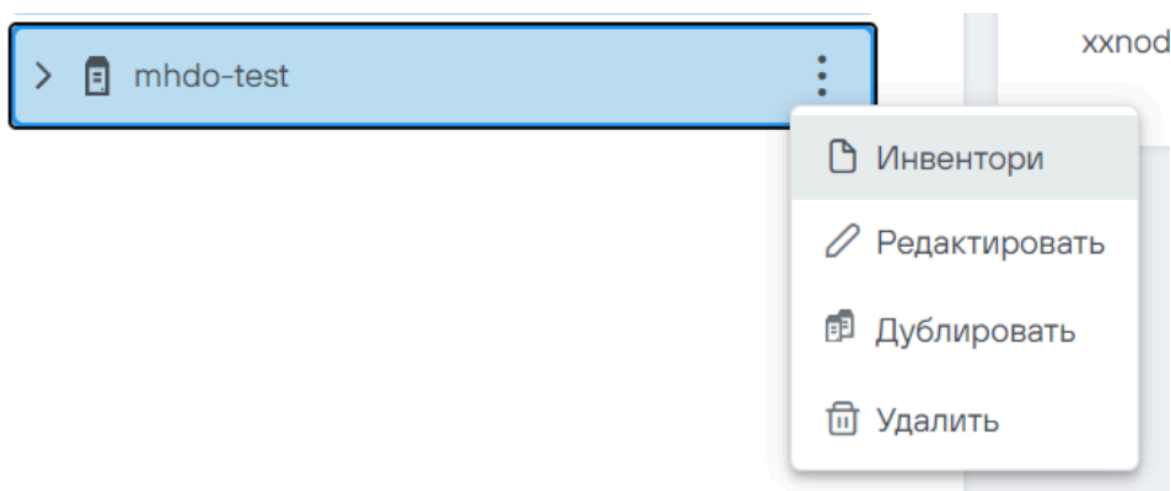 mhdo-test
xxnod
Инвентори
Редактировать
Дублировать
Удалить